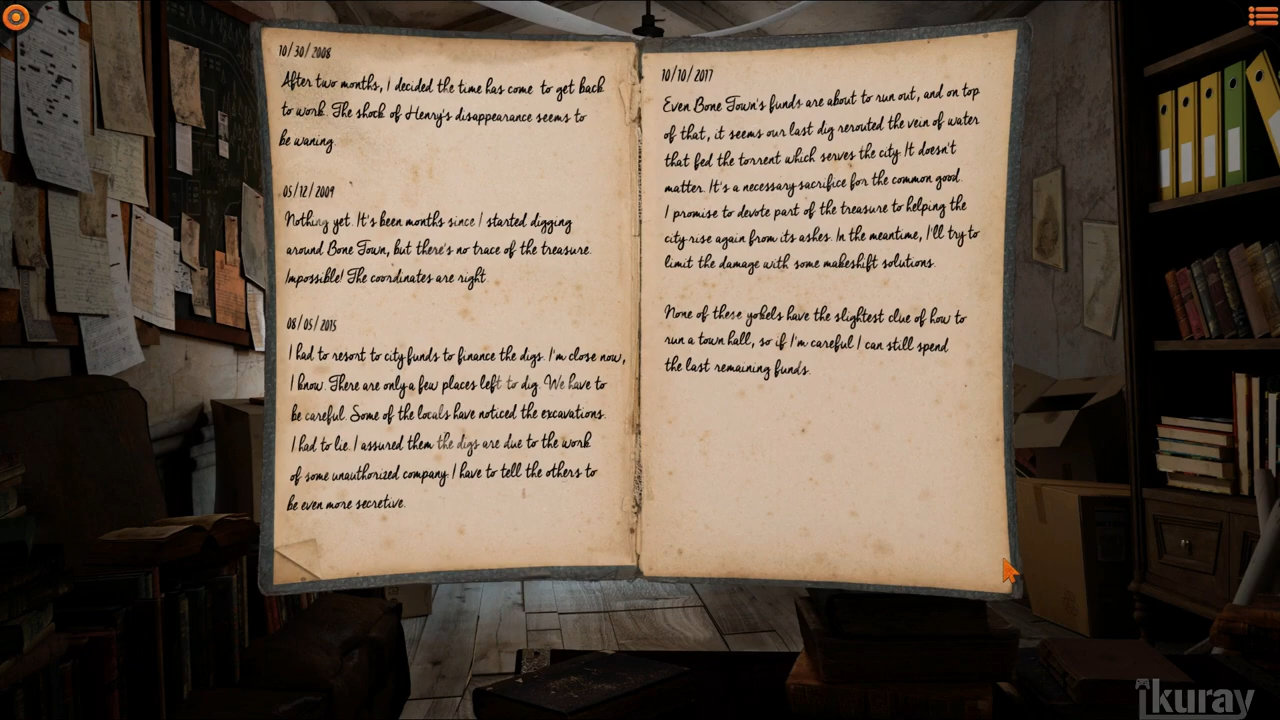 10/30/2008
After two months, I decided the time has come to get back
to work. The shock of Henry's disappearance seems to
be waning.
05/12/2009
Nothing yet. It's been months since I started digging
around Bone Town, but there's no trace of the treasure.
Impossible! The coordinates are right.
08/05/2015
I had to resort to city funds to finance the digs. I'm close now,
I know. There are only a few places left to dig. We have to
be careful. Some of the locals have noticed the excavations.
I had to lie. I assured them the digs are due to the work
of some unauthorized company. I have to tell the others to
be even more secretive.
10/10/2017
Even Bone Town's funds are about to run out, and on top
of that, it seems our last dig rerouted the vein of water
that fed the torrent which serves the city. It doesn't
matter. It's a necessary sacrifice for the common good.
I promise to devote part of the treasure to helping the
city rise again from its ashes. In the meantime, I'll try to
limit the damage with some makeshift solutions.
None of these yokels have the slightest clue of how to
run a town hall, so if I'm careful I can still spend
the last remaining funds.
ikuray